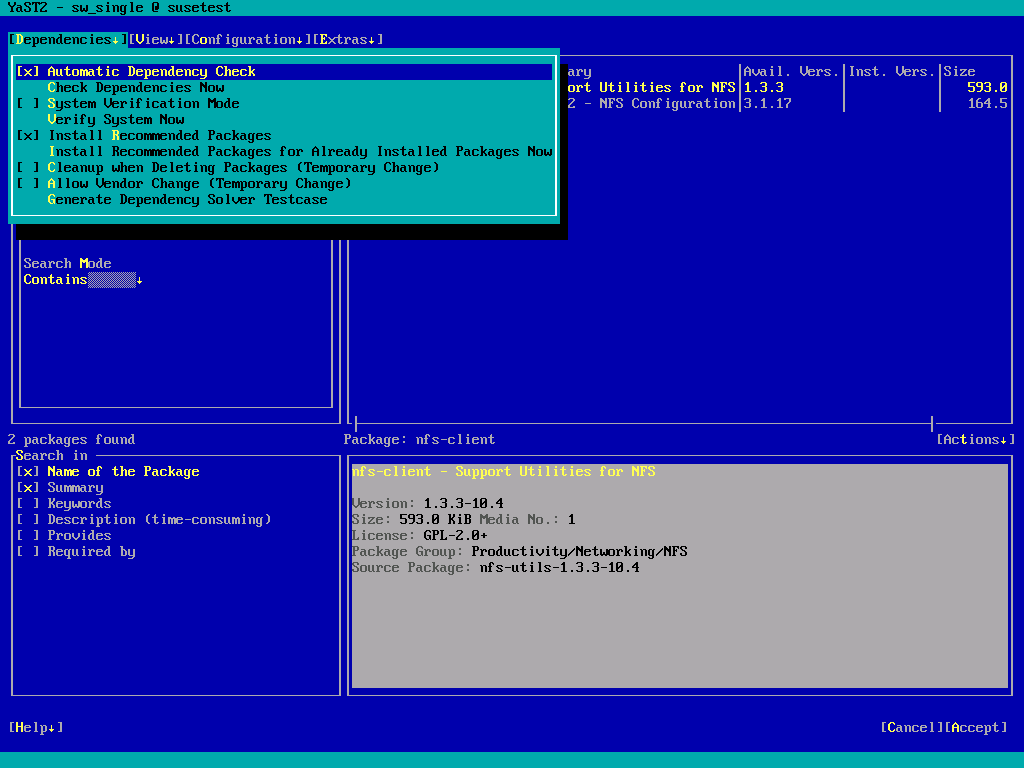 YaST2 - sw_single @ susetest
[Dependencies↓][View↓][Configuration↓][Extras↓]
[x] Automatic Dependency Check
Check Dependencies Now
[ ] System Verification Mode
Verify System Now
[x] Install Recommended Packages
Install Recommended Packages for Already Installed Packages Now
[ ] Cleanup when Deleting Packages (Temporary Change)
[ ] Allow Vendor Change (Temporary Change)
Generate Dependency Solver Testcase
ary|Avail. Vers.|Inst. Vers.|Size
ort Utilities for NFS|1.3.3 | | 593.0
2 - NFS Configuration|3.1.17 | | 164.5
Search Mode
Contains ↓
2 packages found
Package: nfs-client
[Actions↓]
Search in
[x] Name of the Package
[x] Summary
[ ] Keywords
[ ] Description (time-consuming)
[ ] Provides
[ ] Required by
nfs-client - Support Utilities for NFS
Version: 1.3.3-10.4
Size: 593.0 KiB Media No.: 1
License: GPL-2.0+
Package Group: Productivity/Networking/NFS
Source Package: nfs-utils-1.3.3-10.4
[Help↓]
[Cancel][Accept]